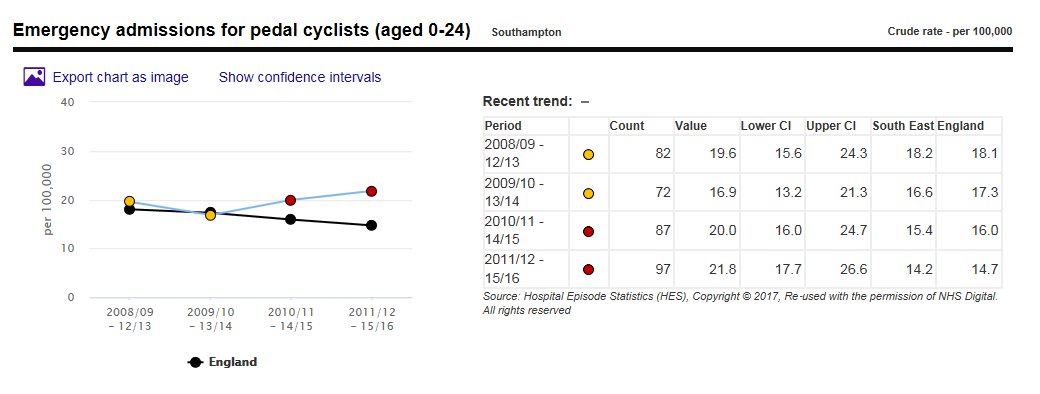 Emergency admissions for pedal cyclists (aged 0-24) Southampton Crude rate - per 100,000
Export chart as image Show confidence intervals
40
30
20
10
0
per 100,000
2008/09 – 12/13
2009/10 – 13/14
2010/11 – 14/15
2011/12 – 15/16
England
Recent trend: –
Period Count Value Lower CI Upper CI South East England
2008/09 - 12/13 82 19.6 15.6 24.3 18.2 18.1
2009/10 - 13/14 72 16.9 13.2 21.3 16.6 17.3
2010/11 - 14/15 87 20.0 16.0 24.7 15.4 16.0
2011/12 - 15/16 97 21.8 17.7 26.6 14.2 14.7
Source: Hospital Episode Statistics (HES), Copyright © 2017, Re-used with the permission of NHS Digital.
All rights reserved